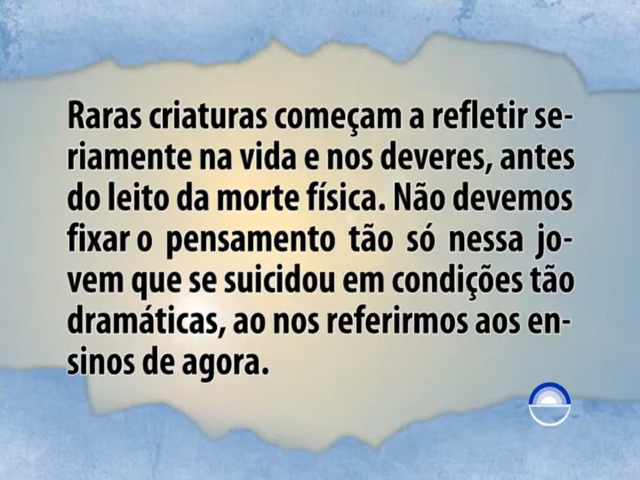 Raras criaturas começam a refletir se-
riamente na vida e nos deveres, antes
do leito da morte física. Não devemos
fixar o pensamento tão só nessa jo-
vem que se suicidou em condições tão
dramáticas, ao nos referirmos aos en-
sinos de agora.